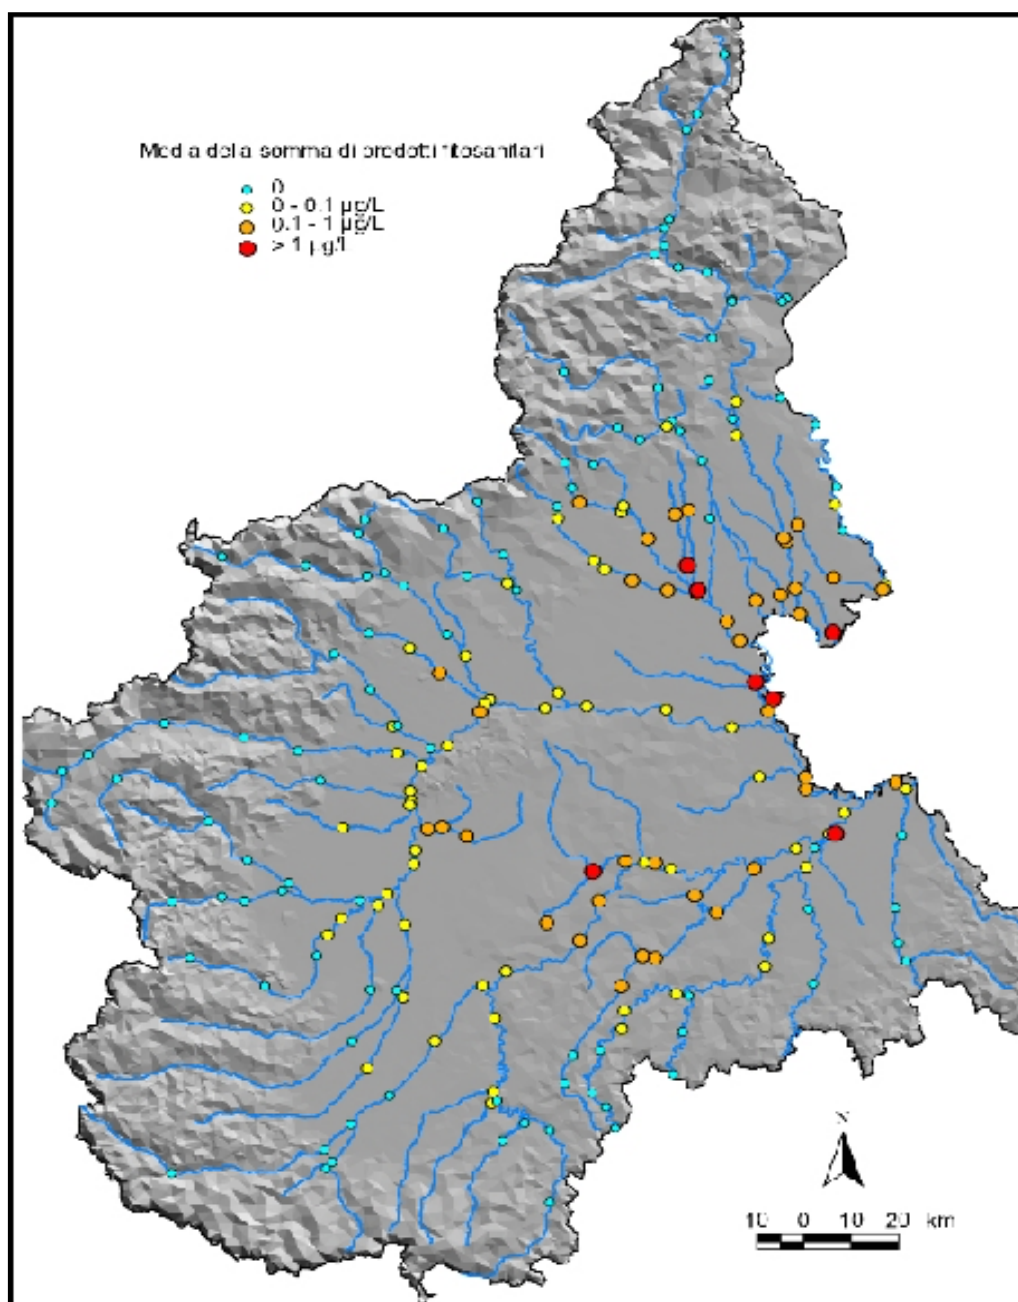 Media della somma di prodotti fitosanitari
0
0 - 0.1 µg/L
0.1 - 1 µg/L
> 1 µg/L
N
10 0 10 20 km